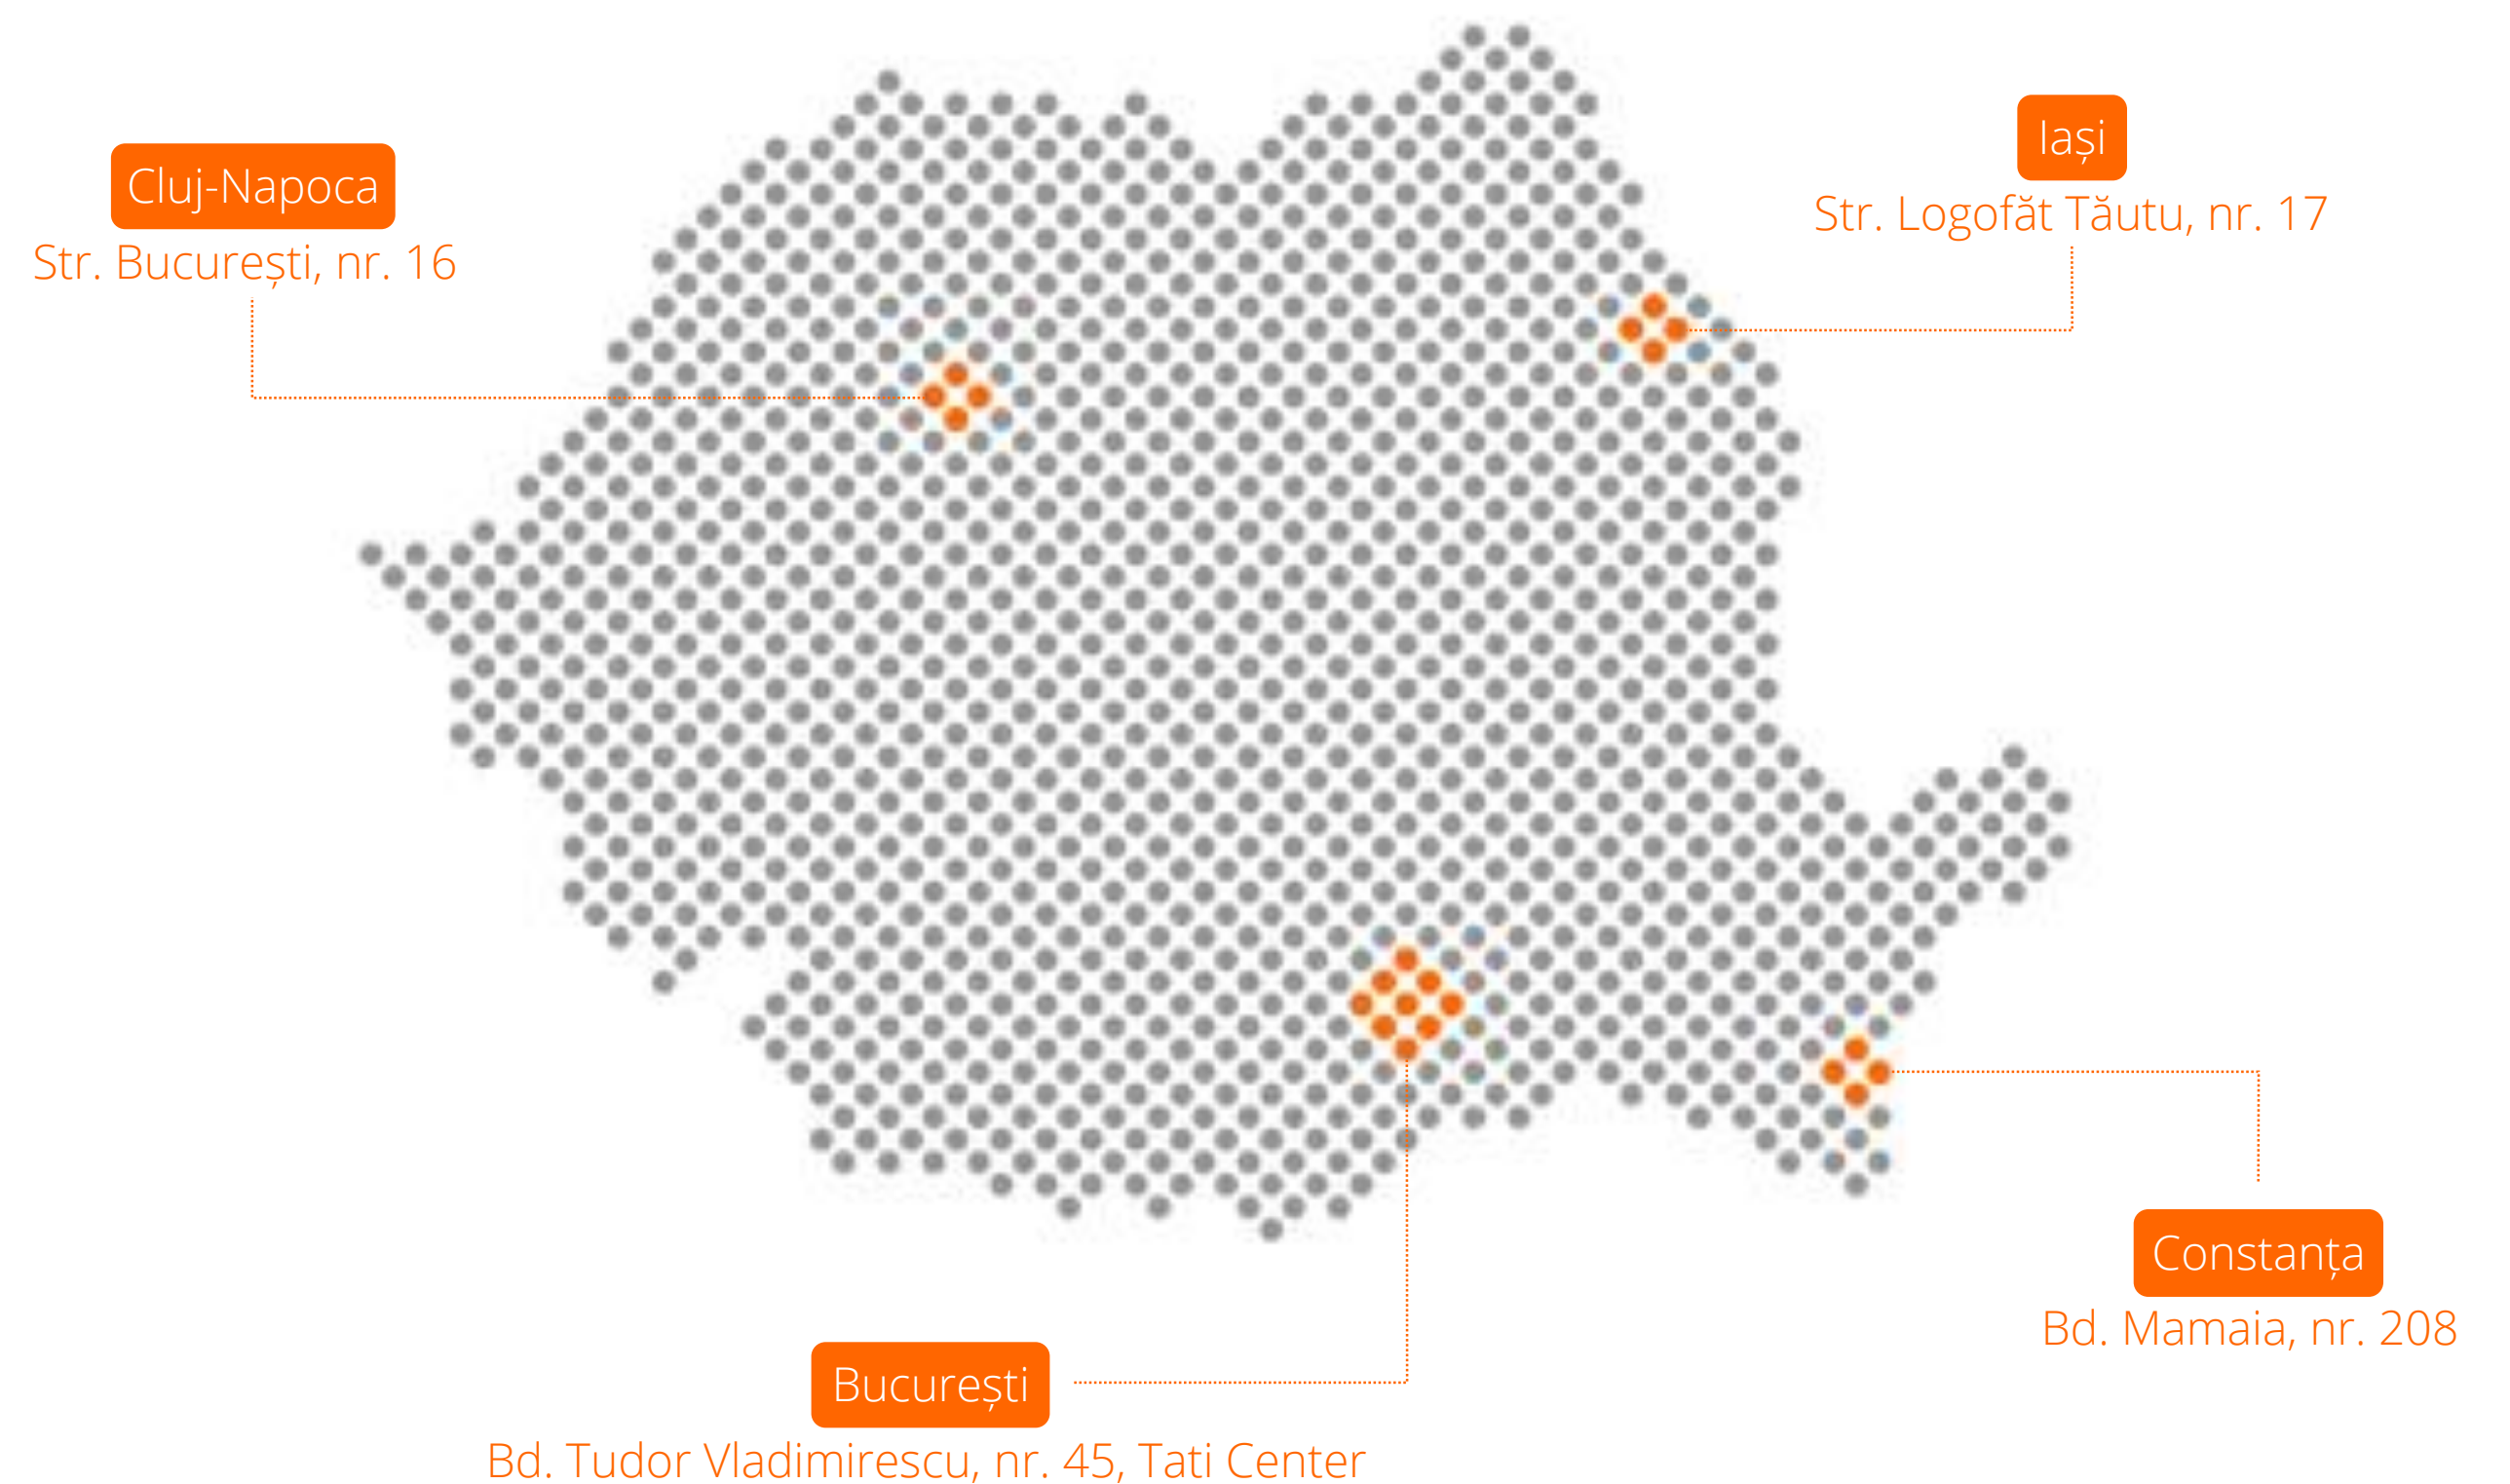 Cluj-Napoca
Str. București, nr. 16
Iași
Str. Logofăt Tăutu, nr. 17
Constanța
Bd. Mamaia, nr. 208
București
Bd. Tudor Vladimirescu, nr. 45, Tati Center